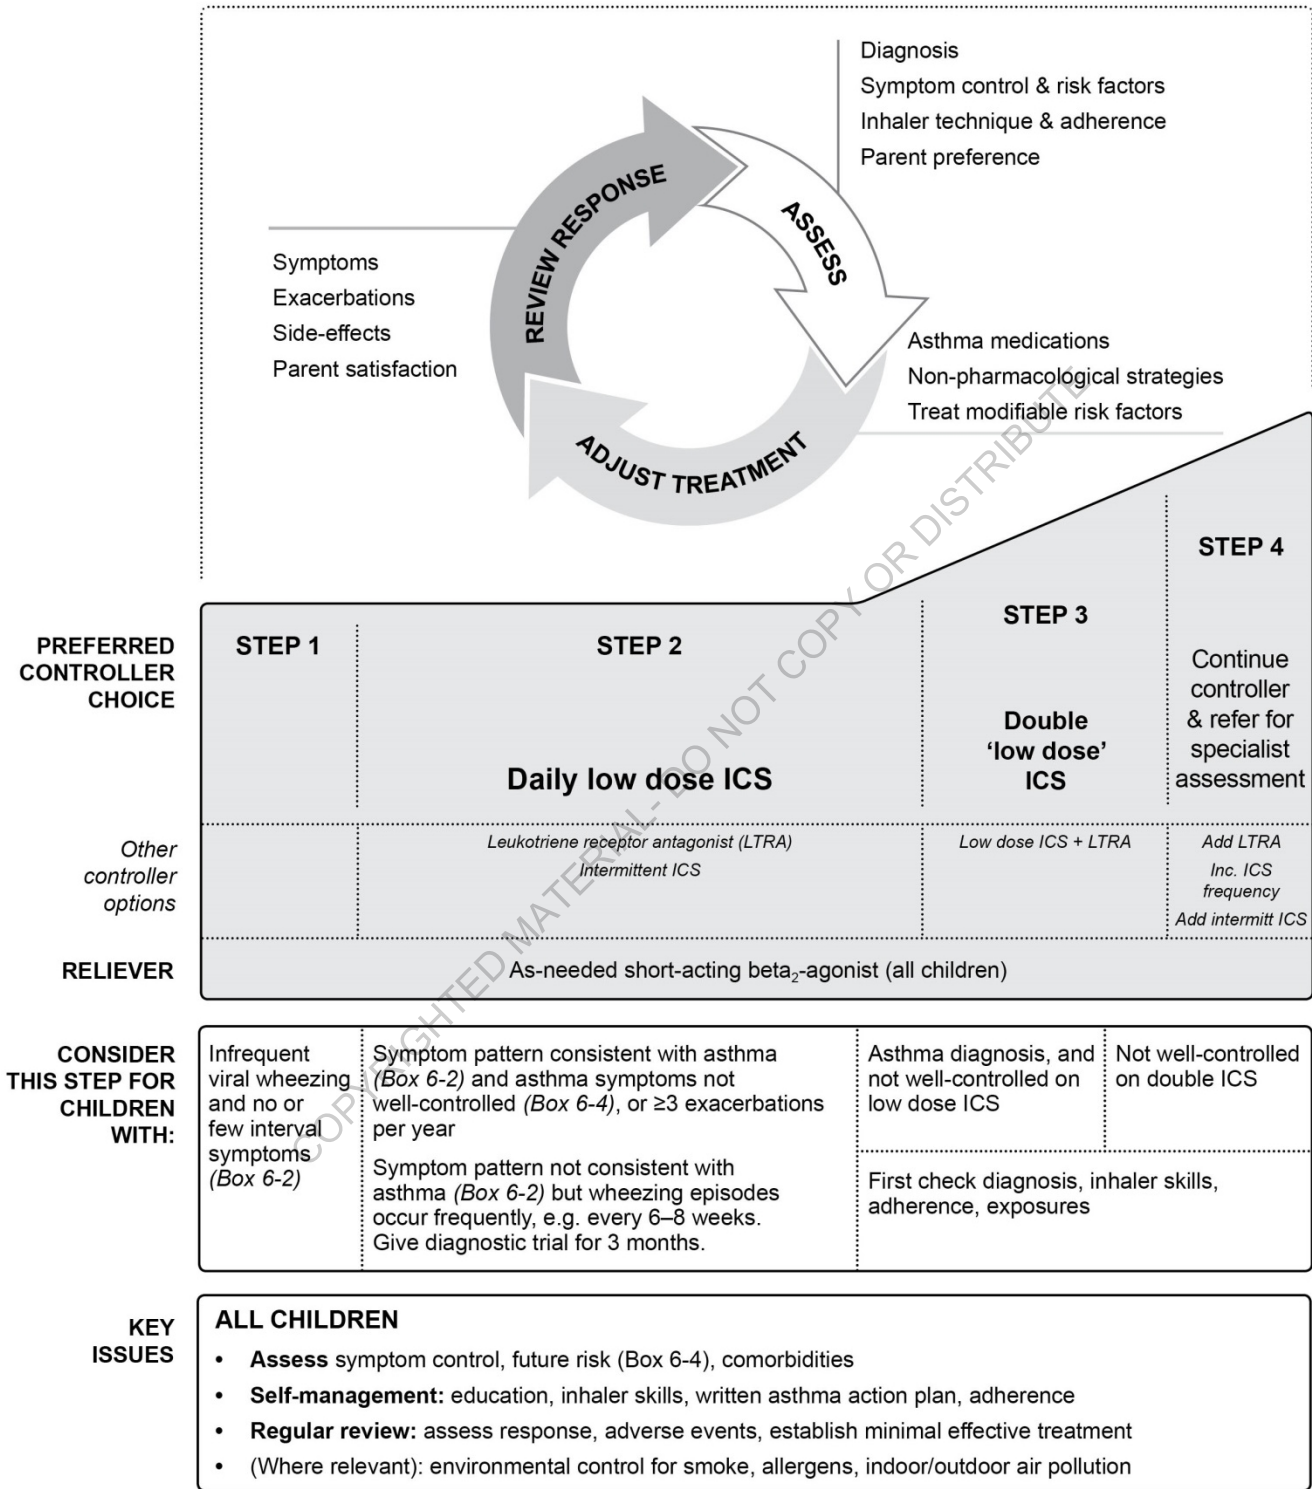 Diagnosis
Symptom control & risk factors
Inhaler technique & adherence
Parent preference
REVIEW RESPONSE
ASSESS
ADJUST TREATMENT
Symptoms
Exacerbations
Side-effects
Parent satisfaction
Asthma medications
Non-pharmacological strategies
Treat modifiable risk factors
COPYRIGHTED MATERIAL- DO NOT COPY OR DISTRIBUTE
PREFERRED
CONTROLLER
CHOICE
STEP 1
STEP 2
Daily low dose ICS
STEP 3
Double
‘low dose’
ICS
STEP 4
Continue
controller
& refer for
specialist
assessment
Other
controller
options
Leukotriene receptor antagonist (LTRA)
Intermittent ICS
Low dose ICS + LTRA
Add LTRA
Inc. ICS
frequency
Add intermitt ICS
RELIEVER
As-needed short-acting beta₂-agonist (all children)
CONSIDER
THIS STEP FOR
CHILDREN
WITH:
Infrequent
viral wheezing
and no or
few interval
symptoms
(Box 6-2)
Symptom pattern consistent with asthma
(Box 6-2) and asthma symptoms not
well-controlled (Box 6-4), or ≥3 exacerbations
per year
Symptom pattern not consistent with
asthma (Box 6-2) but wheezing episodes
occur frequently, e.g. every 6–8 weeks.
Give diagnostic trial for 3 months.
Asthma diagnosis, and
not well-controlled on
low dose ICS
Not well-controlled
on double ICS
First check diagnosis, inhaler skills,
adherence, exposures
KEY
ISSUES
ALL CHILDREN
• Assess symptom control, future risk (Box 6-4), comorbidities
• Self-management: education, inhaler skills, written asthma action plan, adherence
• Regular review: assess response, adverse events, establish minimal effective treatment
• (Where relevant): environmental control for smoke, allergens, indoor/outdoor air pollution